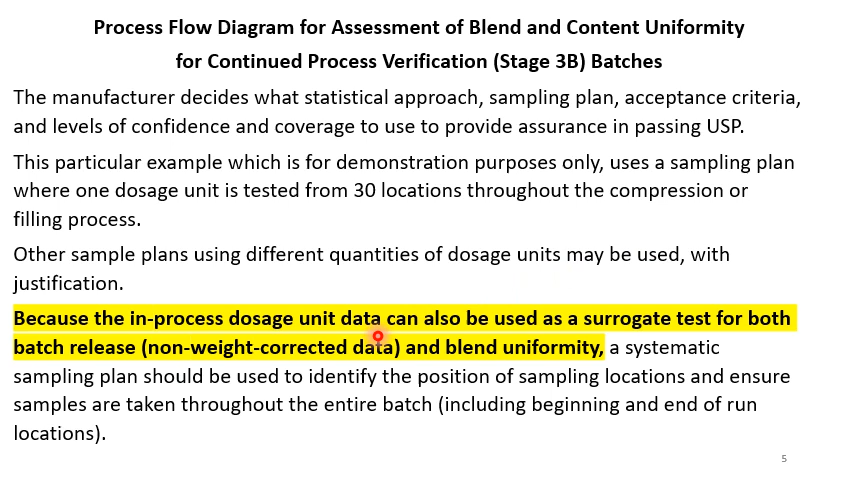 Process Flow Diagram for Assessment of Blend and Content Uniformity
for Continued Process Verification (Stage 3B) Batches
The manufacturer decides what statistical approach, sampling plan, acceptance criteria,
and levels of confidence and coverage to use to provide assurance in passing USP.
This particular example which is for demonstration purposes only, uses a sampling plan
where one dosage unit is tested from 30 locations throughout the compression or
filling process.
Other sample plans using different quantities of dosage units may be used, with
justification.
Because the in-process dosage unit data can also be used as a surrogate test for both
batch release (non-weight-corrected data) and blend uniformity, a systematic
sampling plan should be used to identify the position of sampling locations and ensure
samples are taken throughout the entire batch (including beginning and end of run
locations).
5